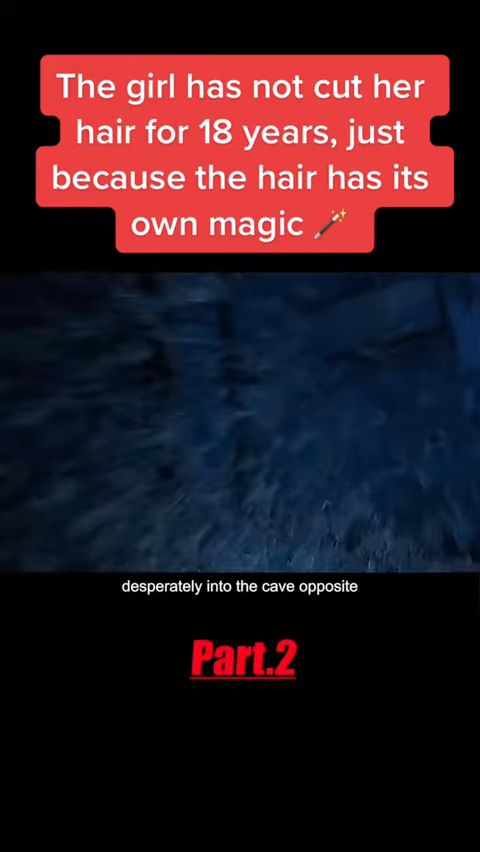 The girl has not cut her
hair for 18 years, just
because the hair has its
own magic 🪄
desperately into the cave opposite
Part.2